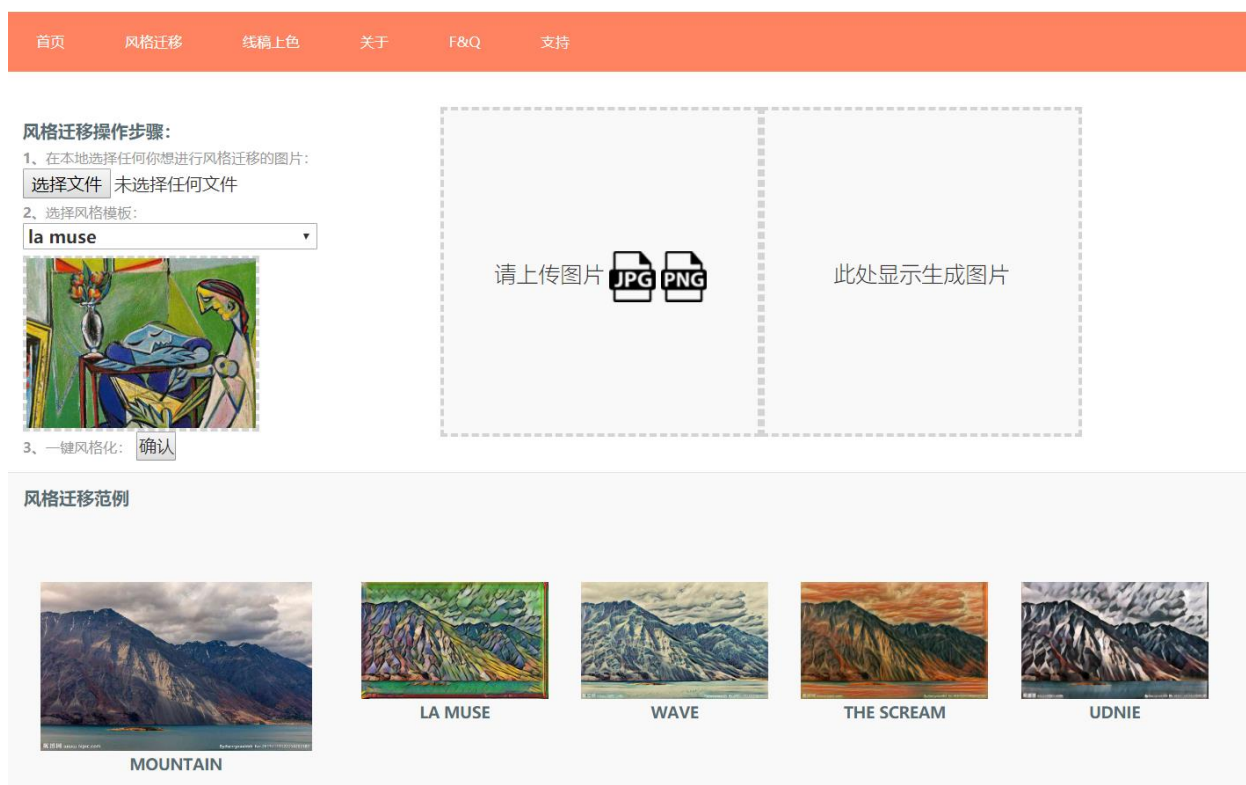 首页 风格迁移 线稿上色 关于 F&Q 支持
风格迁移操作步骤：
1、在本地选择任何你想进行风格迁移的图片：
选择文件 未选择任何文件
2、选择风格模板：
la muse
3、一键风格化： 确认
请上传图片 JPG PNG
此处显示生成图片
风格迁移范例
MOUNTAIN
LA MUSE
WAVE
THE SCREAM
UDNIE